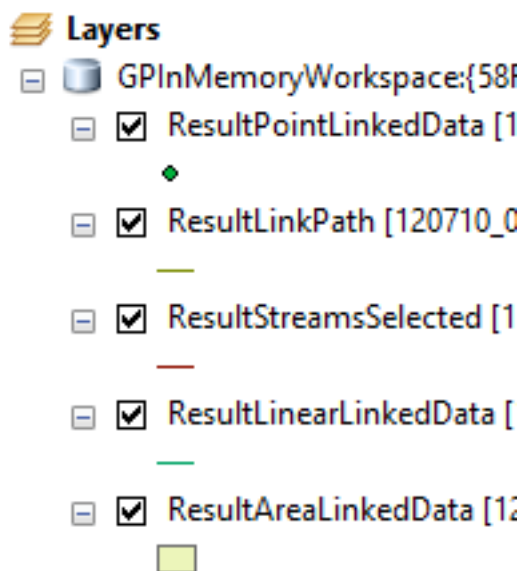 Layers
GPInMemoryWorkspace:{58F
ResultPointLinkedData [1
ResultLinkPath [120710_0
ResultStreamsSelected [1
ResultLinearLinkedData [
ResultAreaLinkedData [12